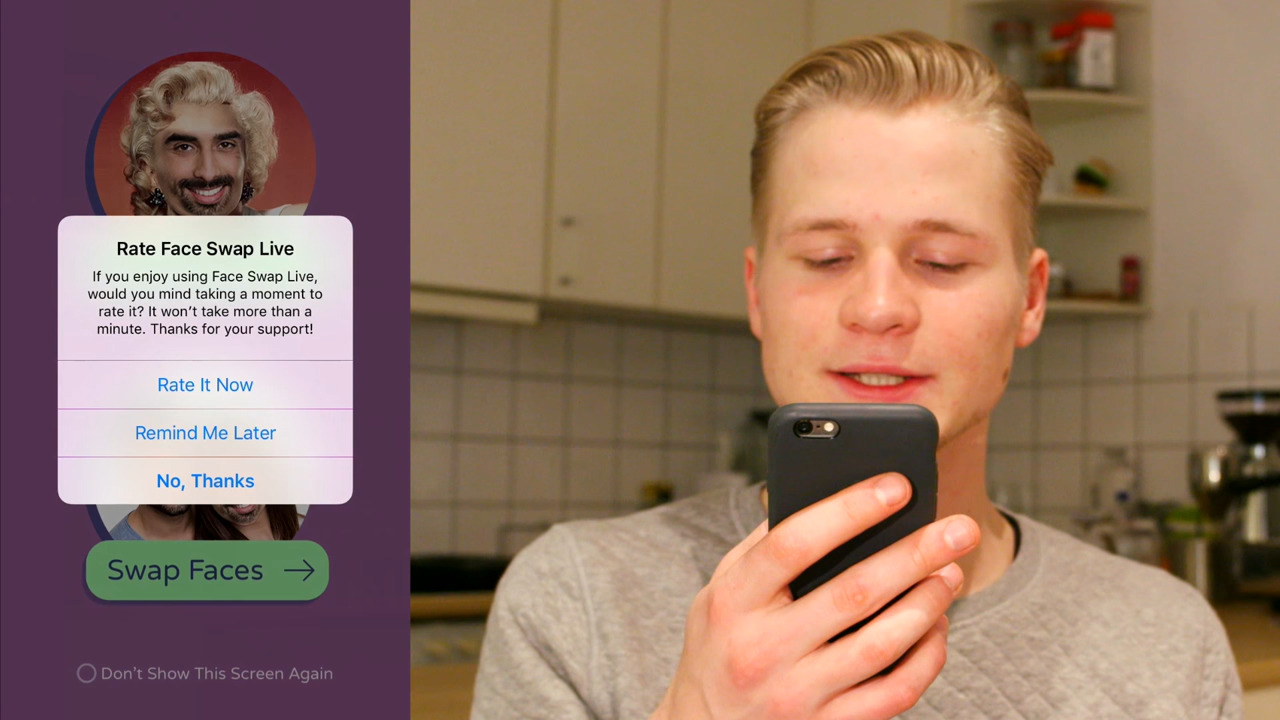 Rate Face Swap Live
If you enjoy using Face Swap Live,
would you mind taking a moment to
rate it? It won’t take more than a
minute. Thanks for your support!
Rate It Now
Remind Me Later
No, Thanks
Swap Faces
Don't Show This Screen Again